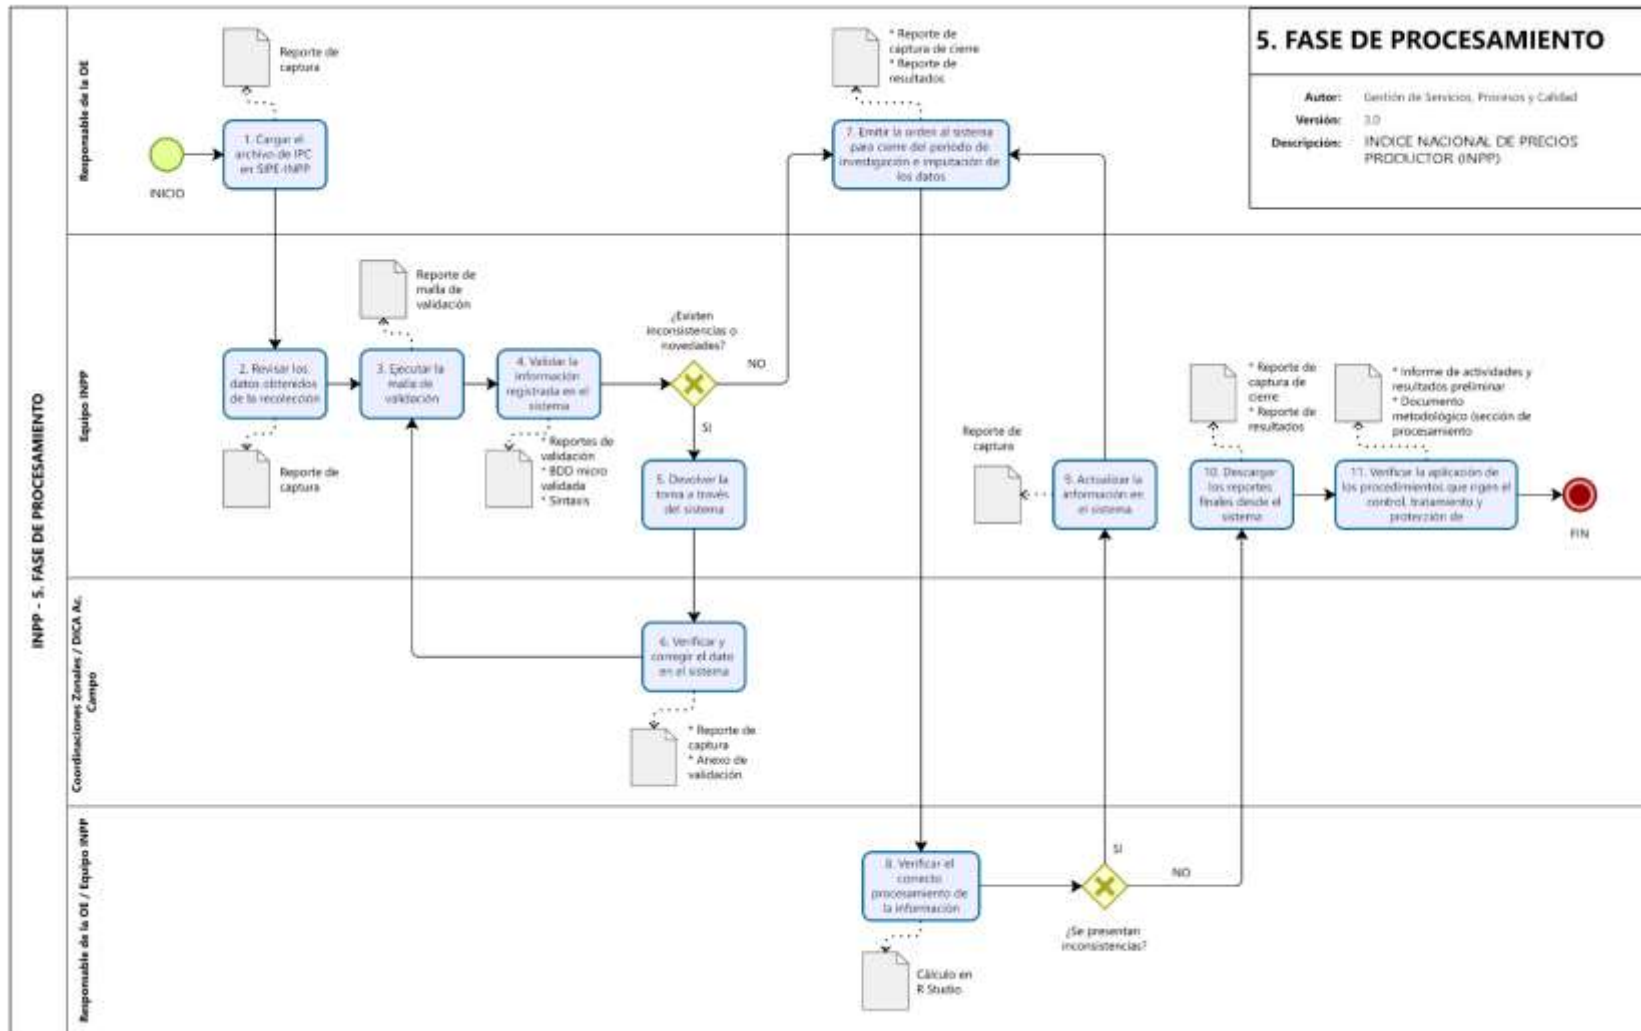 INPP - 5. FASE DE PROCESAMIENTO
Responsable de la OE
INICIO
Reporte de
captura
1. Cargar el
archivo de IPC
en SIPE-INPP
* Reporte de
captura de cierre
* Reporte de
resultados
7. Emitir la orden al sistema
para cierre del periodo de
investigación e imputación de
los datos
5. FASE DE PROCESAMIENTO
Autor: Gestión de Servicios, Procesos y Calidad
Versión: 3.0
Descripción: INDICE NACIONAL DE PRECIOS
PRODUCTOR (INPP)
Equipo INPP
2. Revisar los
datos obtenidos
de la recolección
Reporte de
captura
Reporte de
malla de
validación
3. Ejecutar la
malla de
validación
4. Validar la
información
registrada en el
sistema
* Reportes de
validación
* BDD micro
validada
* Sintaxis
¿Existen
inconsistencias o
novedades?
NO
SI
5. Devolver la
toma a través
del sistema
Reporte de
captura
9. Actualizar la
información en
el sistema
* Reporte de
captura de
cierre
* Reporte de
resultados
10. Descargar
los reportes
finales desde el
sistema
* Informe de actividades y
resultados preliminar
* Documento
metodológico (sección de
procesamiento
11. Verificar la aplicación de
los procedimientos que rigen el
control, tratamiento y
protección de
FIN
Coordinaciones Zonales / DICA Az.
Campo
6. Verificar y
corregir el dato
en el sistema
* Reporte de
captura
* Anexo de
validación
Responsable de la OE / Equipo INPP
8. Verificar el
correcto
procesamiento de
la información
Cálculo en
R Studio
SI
NO
¿Se presentan
inconsistencias?